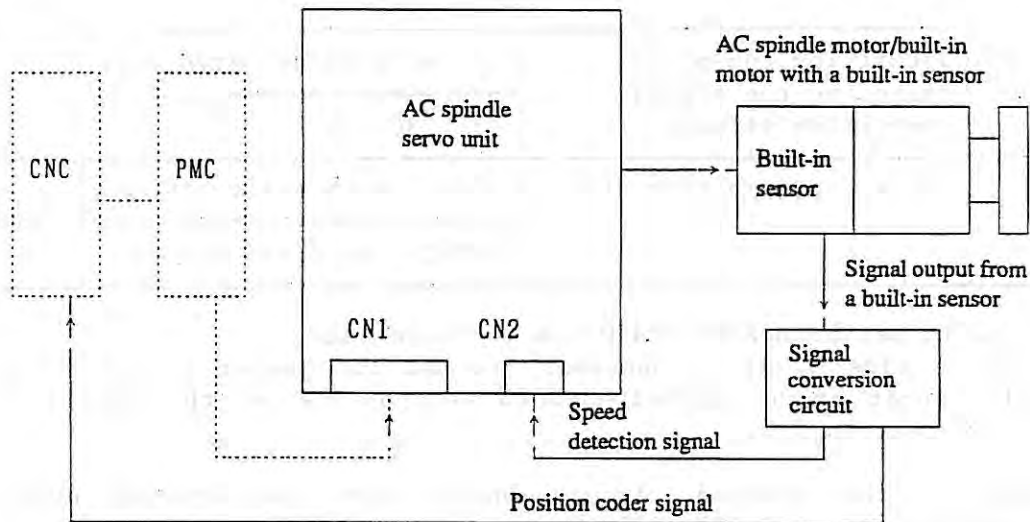 AC spindle motor/built-in
motor with a built-in sensor
AC spindle
servo unit
CNC
PMC
Built-in
sensor
Signal output from
a built-in sensor
CN1
CN2
Signal
conversion
circuit
Speed
detection signal
Position coder signal